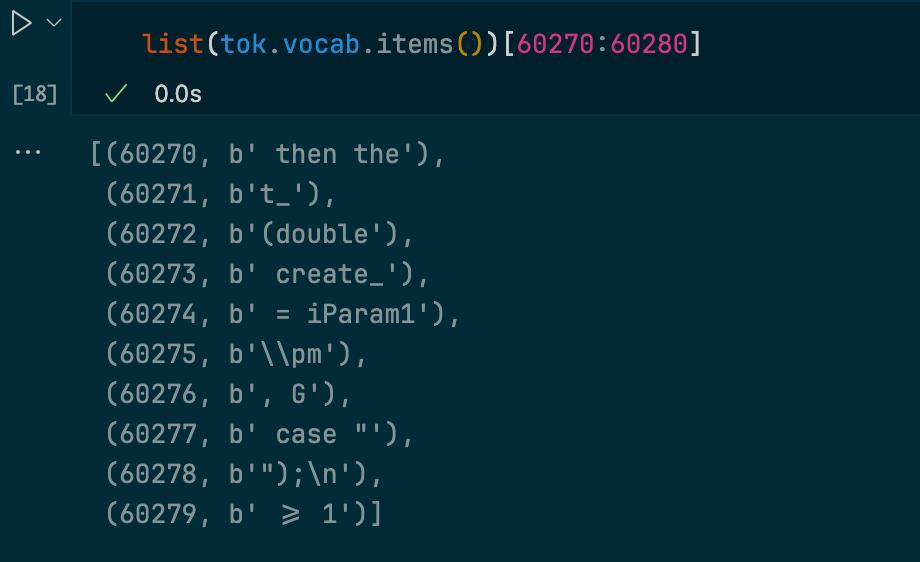 list(tok.vocab.items())[60270:60280]
[18]
0.0s
...
[(60270, b' then the'),
(60271, b't_'),
(60272, b'(double'),
(60273, b' create_'),
(60274, b' = iParam1'),
(60275, b'\\pm'),
(60276, b', G'),
(60277, b' case "'),
(60278, b'");\n'),
(60279, b' >= 1')]